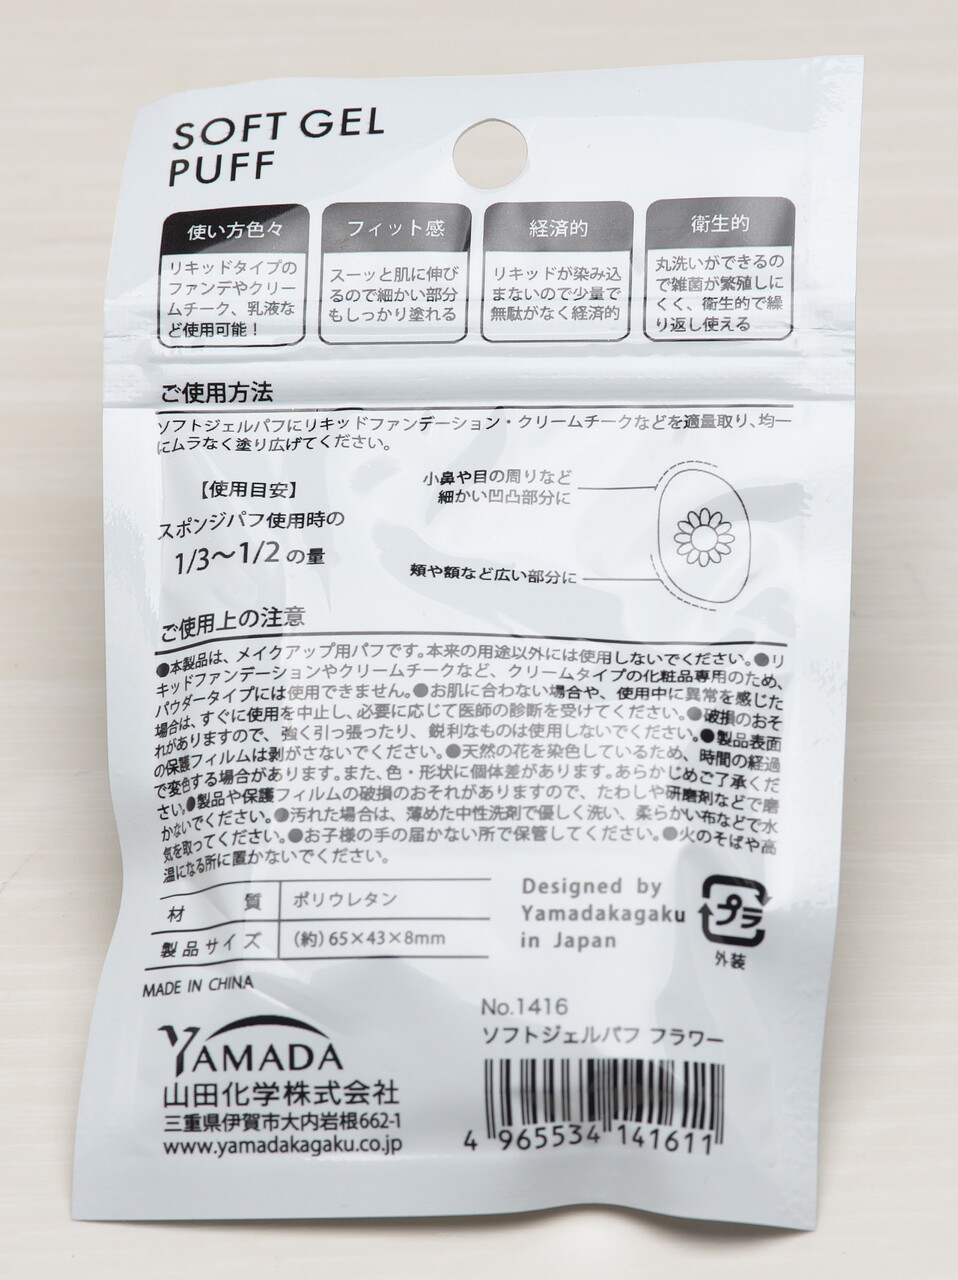 SOFT GEL
PUFF
使い方色々
リキッドタイプの
ファンデやクリー
ムチーク、乳液な
ど使用可能！
フィット感
スーッと肌に伸び
るので細かい部分
もしっかり塗れる
経済的
リキッドが染み込
まないので少量で
無駄がなく経済的
衛生的
丸洗いができるの
で雑菌が繁殖しに
くく、衛生的で繰
り返し使える
ご使用方法
ソフトジェルパフにリキッドファンデーション・クリームチークなどを適量取り、均一
にムラなく塗り広げてください。
【使用目安】
スポンジパフ使用時の
1/3〜1/2 の量
小鼻や目の周りなど
細かい凹凸部分に
頬や額など広い部分に
ご使用上の注意
●本製品は、メイクアップ用パフです。本来の用途以外には使用しないでください。●リ
キッドファンデーションやクリームチークなど、クリームタイプの化粧品専用のため、
パウダータイプには使用できません。●お肌に合わない場合や、使用中に異常を感じた
場合は、すぐに使用を中止し、必要に応じて医師の診断を受けてください。●破損のおそ
れがありますので、強く引っ張ったり、鋭利なものは使用しないでください。●製品表面
の保護フィルムは剥がさないでください。●天然の花を染色しているため、時間の経過
で変色する場合があります。また、色・形状に個体差があります。あらかじめご了承くだ
さい。●製品や保護フィルムの破損のおそれがありますので、たわしや研磨剤などで磨
かないでください。●汚れた場合は、薄めた中性洗剤で優しく洗い、柔らかい布などで水
気を取ってください。●お子様の手の届かない所で保管してください。●火のそばや高
温になる所に置かないでください。
材 質 ポリウレタン
製品サイズ (約)65×43×8mm
Designed by
Yamadakagaku
in Japan
プラ
外装
MADE IN CHINA
YAMADA
山田化学株式会社
三重県伊賀市大内岩根662-1
www.yamadakagaku.co.jp
No.1416
ソフトジェルパフ フラワー
4 965534 141611